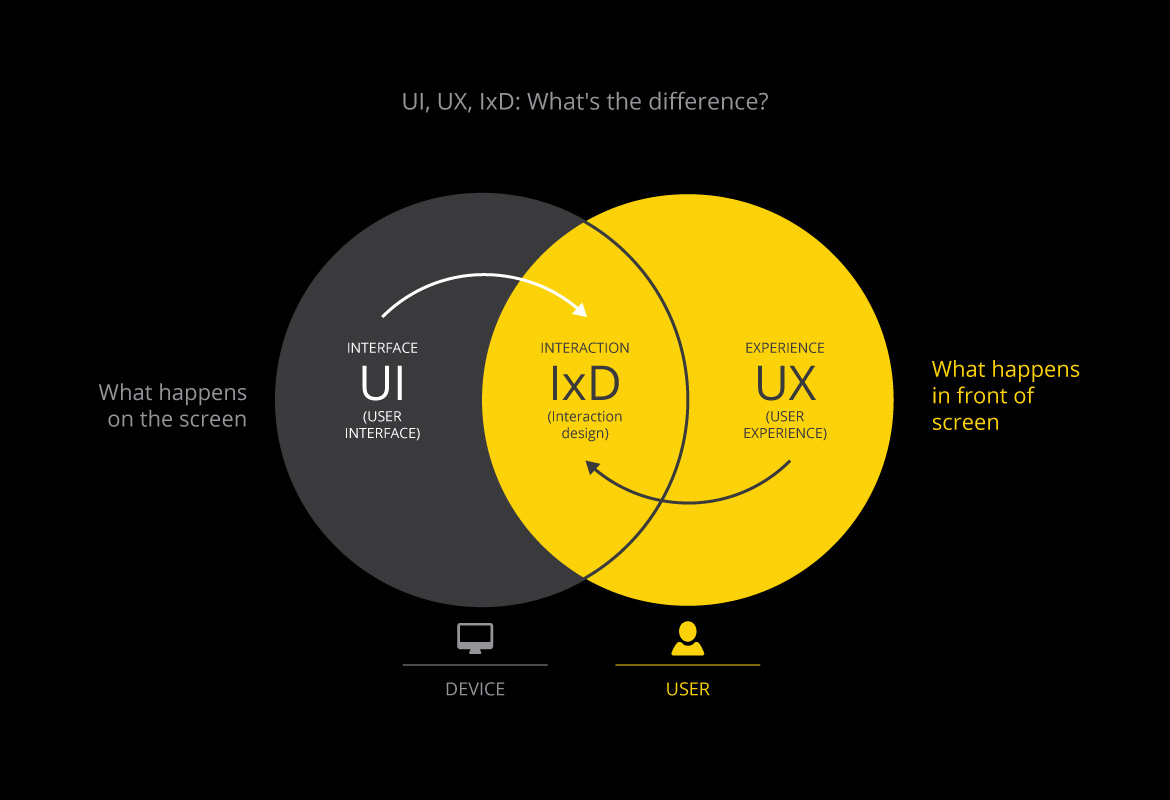 UI, UX, IxD: What's the difference?
What happens
on the screen
INTERFACE
UI
(USER
INTERFACE)
INTERACTION
IxD
(Interaction
design)
EXPERIENCE
UX
(USER
EXPERIENCE)
What happens
in front of
screen
DEVICE
USER